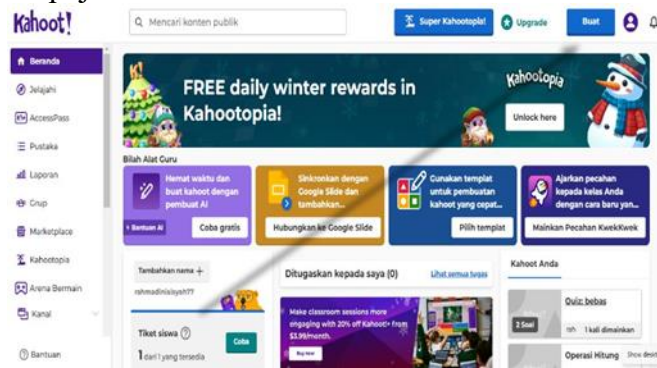 Kahoot!
Mencari konten publik
Super Kahootopia!
Upgrade
Buat
Beranda
Jelajahi
AccessPass
Pustaka
Laporan
Grup
Marketplace
Kahootopia
Arena Bermain
Kanal
Bantuan
FREE daily winter rewards in
Kahootopia!
Kahootopia
Unlock here
Bilah Alat Guru
Hemat waktu dan
buat kahoot dengan
pembuat AI
+ Bantuan AI
Coba gratis
Sinkronkan dengan
Google Slide dan
tambahkan...
Hubungkan ke Google Slide
Gunakan templat
untuk pembuatan
kahoot yang cepat...
Pilih templat
Ajarkan pecahan
kepada kelas Anda
dengan cara baru yan...
Mainkan Pecahan KwekKwek
Tambahkan nama +
Tiket siswa
Coba
1 dari 1 yang tersedia
Ditugaskan kepada saya (0)
Lihat semua tugas
Make classroom sessions more
engaging with 20% off Kahoot!+ from
$3.99/month.
Buy now
Kahoot Anda
Quiz: bebas
2 Soal
1 kali dimainkan
Operasi Hitung
Show desk